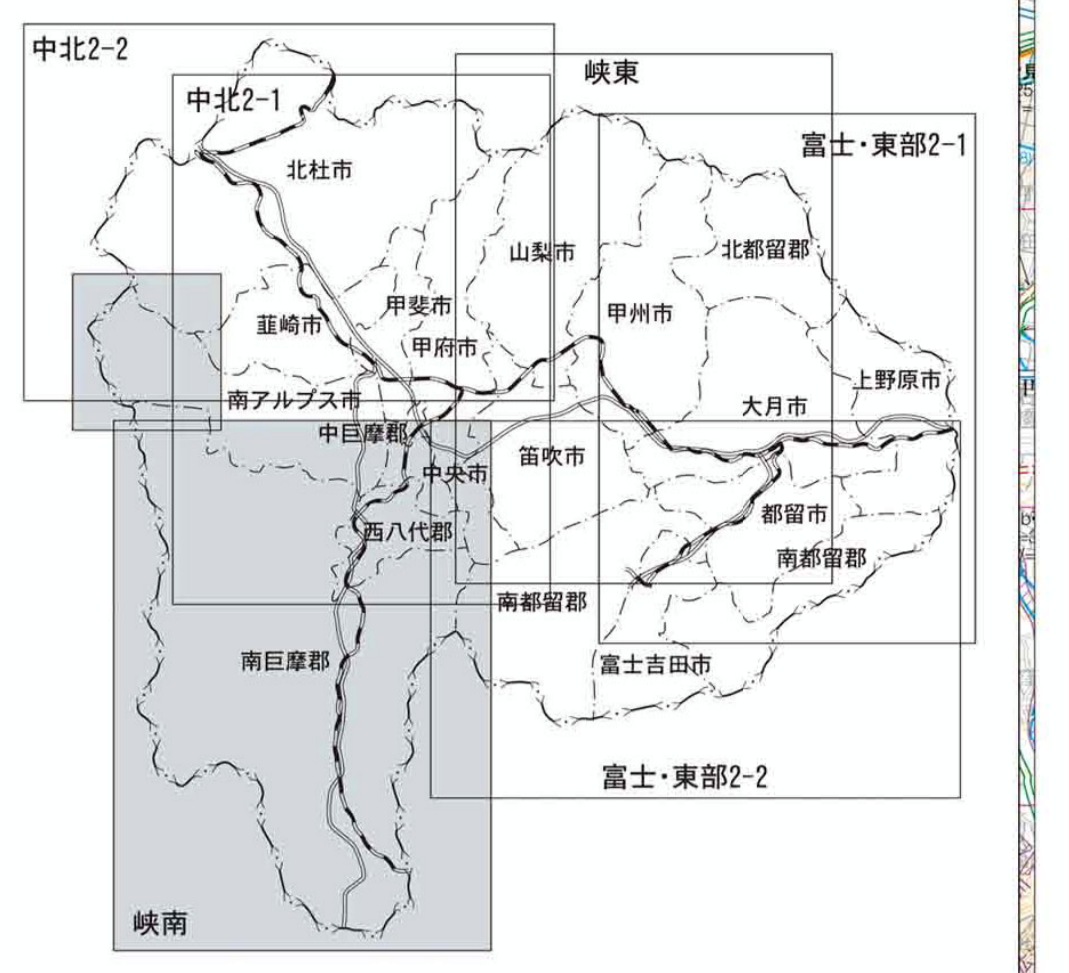 中北2-2
中北2-1
峡東
富士・東部2-1
北杜市
山梨市
北都留郡
甲斐市
甲州市
韮崎市
甲府市
上野原市
南アルプス市
大月市
中巨摩郡
笛吹市
中央市
都留市
西八代郡
南都留郡
南都留郡
南巨摩郡
富士吉田市
富士・東部2-2
峡南